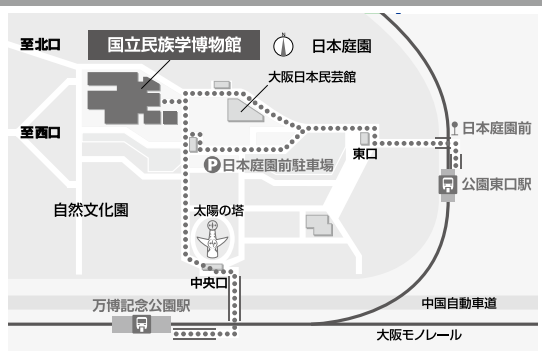 至北口
国立民族学博物館
日本庭園
大阪日本民芸館
至西口
日本庭園前
東口
P日本庭園前駐車場
公園東口駅
自然文化園
太陽の塔
中央口
万博記念公園駅
中国自動車道
大阪モノレール